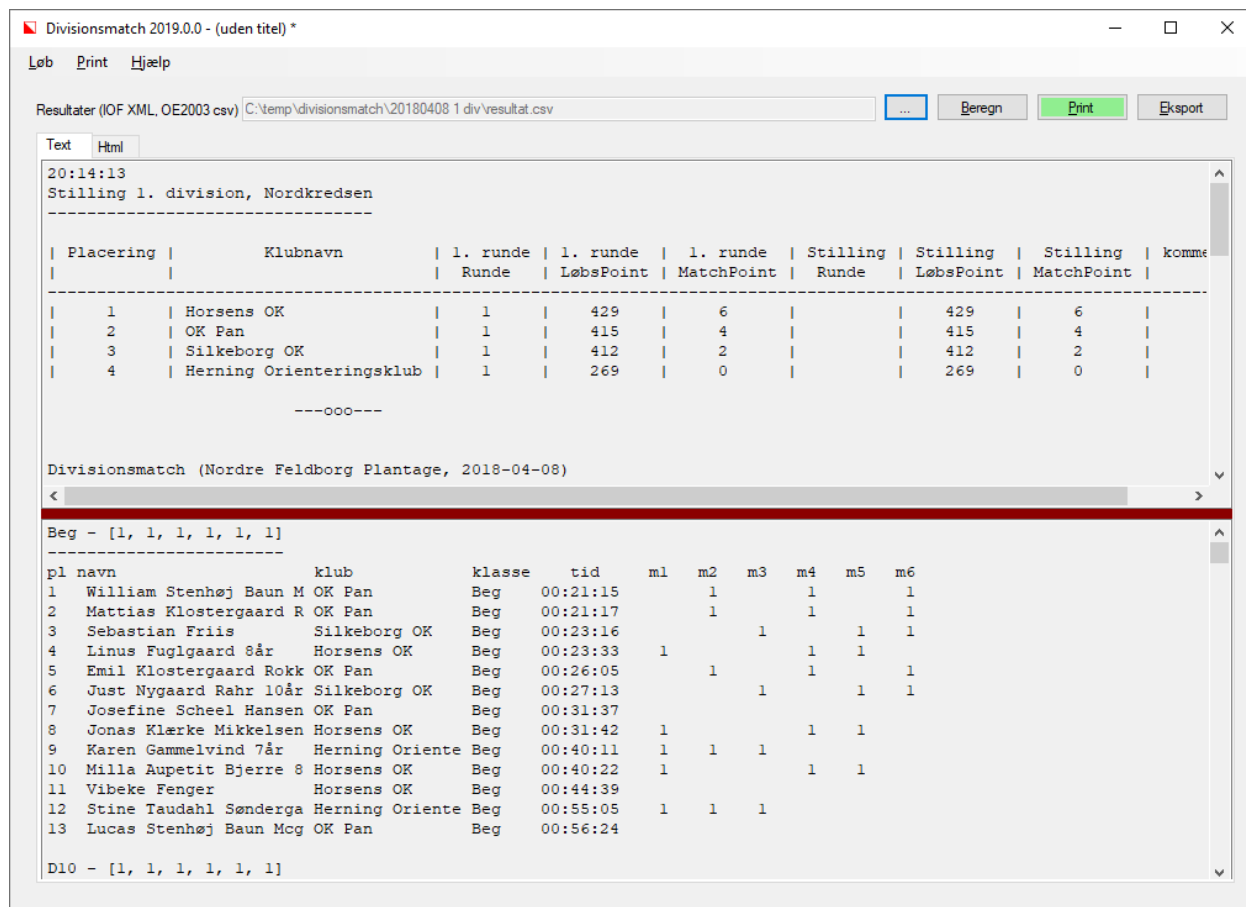 Divisionsmatch 2019.0.0 - (uden titel) *
Løb Print Hjælp
Resultater (IOF XML, OE2003 csv) C:\temp\divisionsmatch\20180408 1 div\resultat.csv ... Beregn Print Eksport
Text Html
20:14:13
Stilling 1. division, Nordkredsen
---------------------------------
| Placering | Klubnavn | 1. runde | 1. runde | 1. runde | Stilling | Stilling | Stilling | komme
| | | Runde | LøbsPoint | MatchPoint | Runde | LøbsPoint | MatchPoint |
----------------------------------------------------------------------------------------------------------------------
| 1 | Horsens OK | 1 | 429 | 6 | | 429 | 6 |
| 2 | OK Pan | 1 | 415 | 4 | | 415 | 4 |
| 3 | Silkeborg OK | 1 | 412 | 2 | | 412 | 2 |
| 4 | Herning Orienteringsklub | 1 | 269 | 0 | | 269 | 0 |
---ooo---
Divisionsmatch (Nordre Feldborg Plantage, 2018-04-08)
Beg - [1, 1, 1, 1, 1, 1]
------------------------
pl navn klub klasse tid m1 m2 m3 m4 m5 m6
1 William Stenhøj Baun M OK Pan Beg 00:21:15 1 1 1
2 Mattias Klostergaard R OK Pan Beg 00:21:17 1 1 1
3 Sebastian Friis Silkeborg OK Beg 00:23:16 1 1 1
4 Linus Fuglgaard 8år Horsens OK Beg 00:23:33 1 1 1
5 Emil Klostergaard Rokk OK Pan Beg 00:26:05 1 1 1
6 Just Nygaard Rahr 10år Silkeborg OK Beg 00:27:13 1 1 1
7 Josefine Scheel Hansen OK Pan Beg 00:31:37
8 Jonas Klærke Mikkelsen Horsens OK Beg 00:31:42 1 1 1
9 Karen Gammelvind 7år Herning Oriente Beg 00:40:11 1 1 1
10 Milla Aupetit Bjerre 8 Horsens OK Beg 00:40:22 1 1 1
11 Vibeke Fenger Horsens OK Beg 00:44:39
12 Stine Taudahl Sønderga Herning Oriente Beg 00:55:05 1 1 1
13 Lucas Stenhøj Baun Mcg OK Pan Beg 00:56:24
D10 - [1, 1, 1, 1, 1, 1]